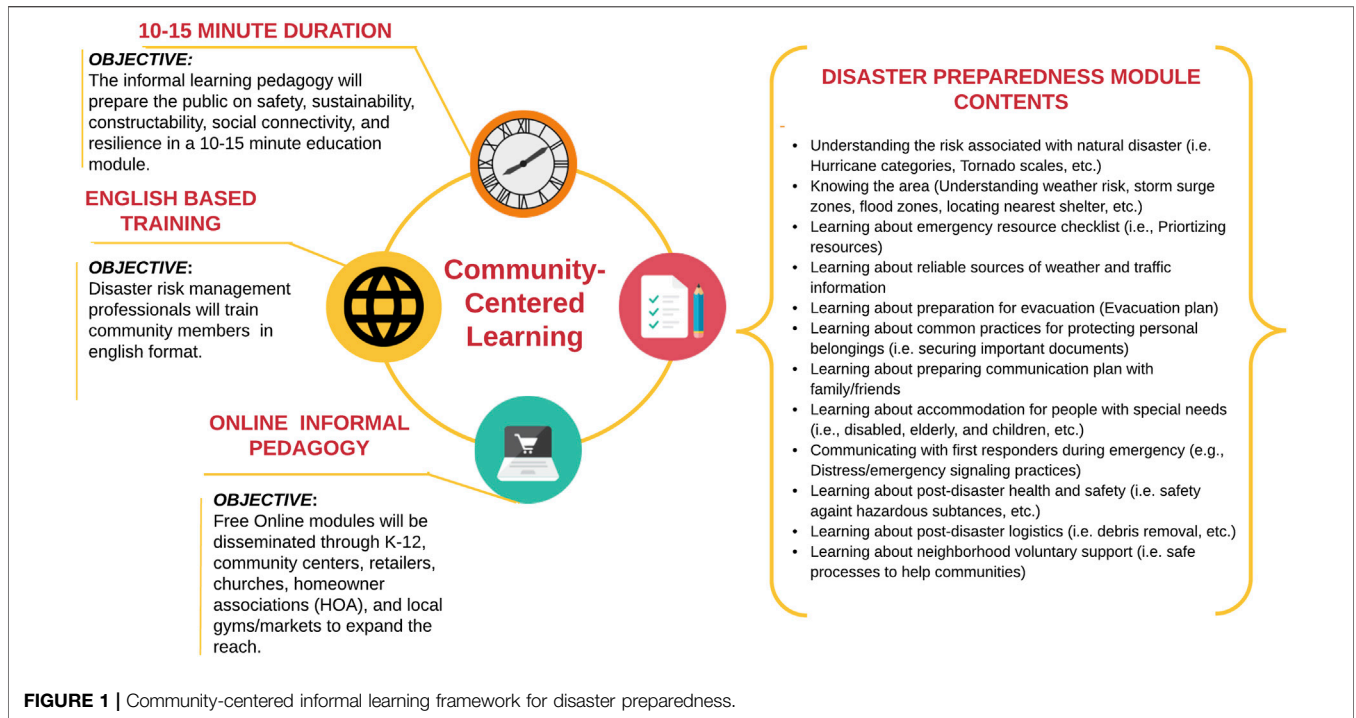 10-15 MINUTE DURATION
OBJECTIVE:
The informal learning pedagogy will
prepare the public on safety, sustainability,
constructability, social connectivity, and
resilience in a 10-15 minute education
module.
ENGLISH BASED
TRAINING
OBJECTIVE:
Disaster risk management
professionals will train
community members in
english format.
ONLINE INFORMAL
PEDAGOGY
OBJECTIVE:
Free Online modules will be
disseminated through K-12,
community centers, retailers,
churches, homeowner
associations (HOA), and local
gyms/markets to expand the
reach.
Community-
Centered
Learning
DISASTER PREPAREDNESS MODULE
CONTENTS
• Understanding the risk associated with natural disaster (i.e.
Hurricane categories, Tornado scales, etc.)
• Knowing the area (Understanding weather risk, storm surge
zones, flood zones, locating nearest shelter, etc.)
• Learning about emergency resource checklist (i.e., Priortizing
resources)
• Learning about reliable sources of weather and traffic
information
• Learning about preparation for evacuation (Evacuation plan)
• Learning about common practices for protecting personal
belongings (i.e. securing important documents)
• Learning about preparing communication plan with
family/friends
• Learning about accommodation for people with special needs
(i.e., disabled, elderly, and children, etc.)
• Communicating with first responders during emergency (e.g.,
Distress/emergency signaling practices)
• Learning about post-disaster health and safety (i.e. safety
againt hazardous subtances, etc.)
• Learning about post-disaster logistics (i.e. debris removal, etc.)
• Learning about neighborhood voluntary support (i.e. safe
processes to help communities)
FIGURE 1 | Community-centered informal learning framework for disaster preparedness.